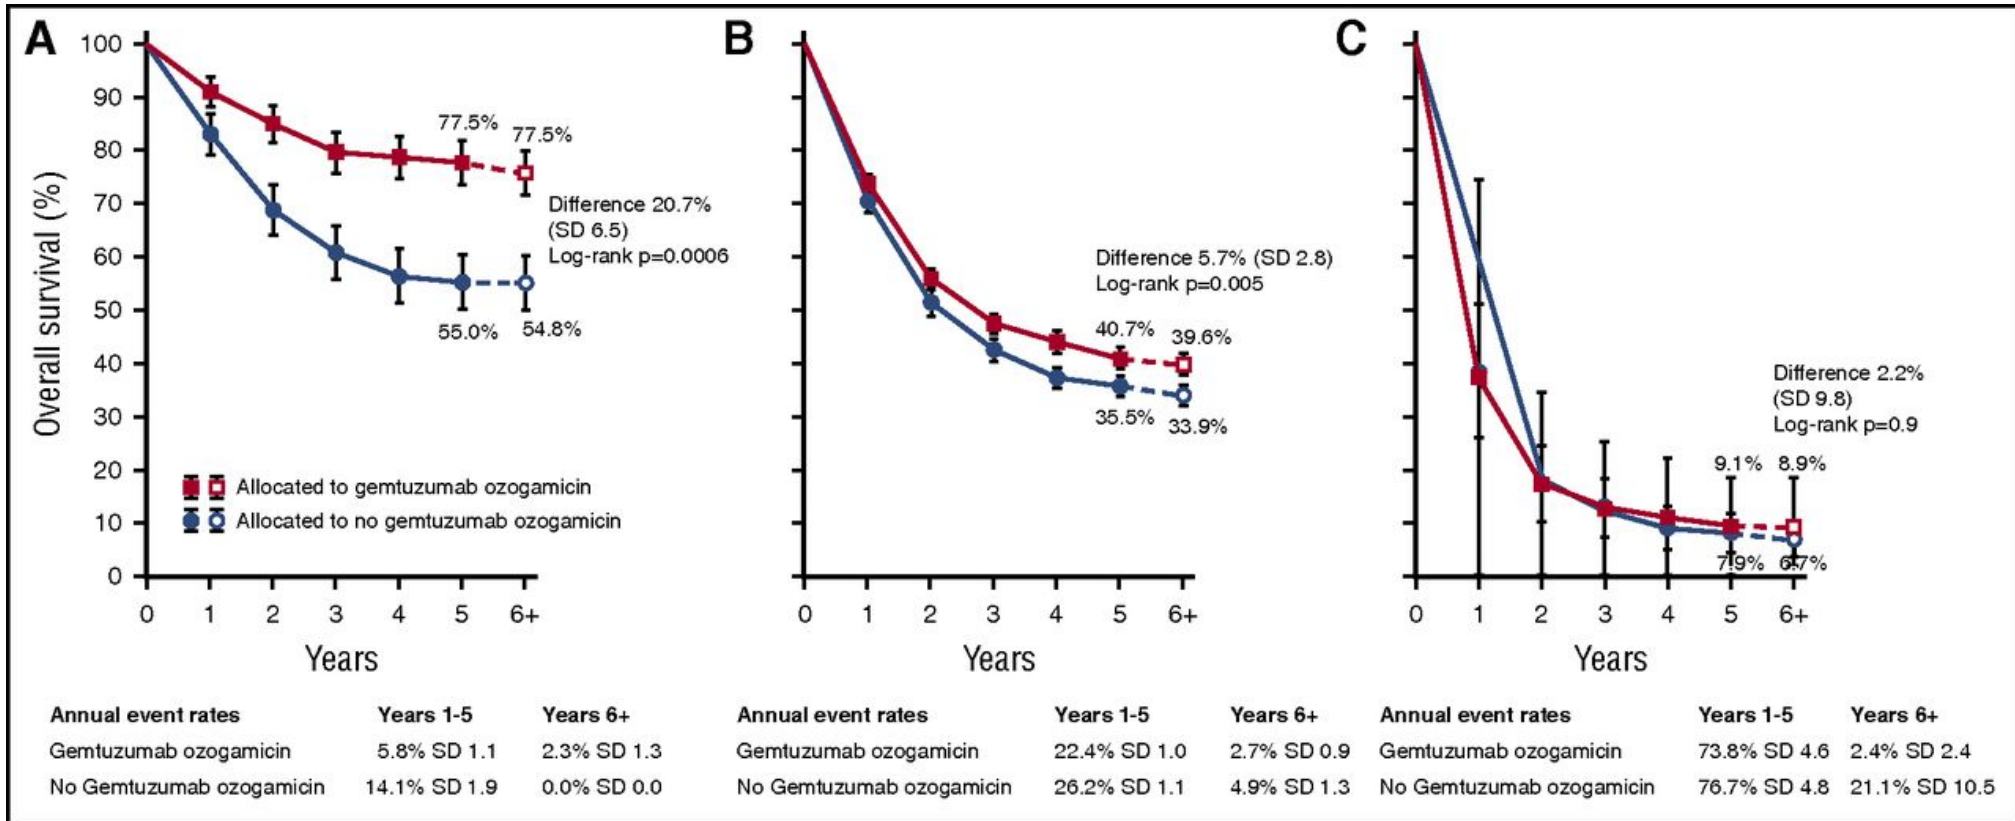 A
B
C
Overall survival (%)
100
90
80
70
60
50
40
30
20
10
0
77.5%
77.5%
Difference 20.7%
(SD 6.5)
Log-rank p=0.0006
55.0%
54.8%
Allocated to gemtuzumab ozogamicin
Allocated to no gemtuzumab ozogamicin
0 1 2 3 4 5 6+
Years
Difference 5.7% (SD 2.8)
Log-rank p=0.005
40.7%
39.6%
35.5%
33.9%
0 1 2 3 4 5 6+
Years
Difference 2.2%
(SD 9.8)
Log-rank p=0.9
9.1% 8.9%
7.9% 6.7%
0 1 2 3 4 5 6+
Years
Annual event rates Years 1-5 Years 6+
Gemtuzumab ozogamicin 5.8% SD 1.1 2.3% SD 1.3
No Gemtuzumab ozogamicin 14.1% SD 1.9 0.0% SD 0.0
Annual event rates Years 1-5 Years 6+
Gemtuzumab ozogamicin 22.4% SD 1.0 2.7% SD 0.9
No Gemtuzumab ozogamicin 26.2% SD 1.1 4.9% SD 1.3
Annual event rates Years 1-5 Years 6+
Gemtuzumab ozogamicin 73.8% SD 4.6 2.4% SD 2.4
No Gemtuzumab ozogamicin 76.7% SD 4.8 21.1% SD 10.5